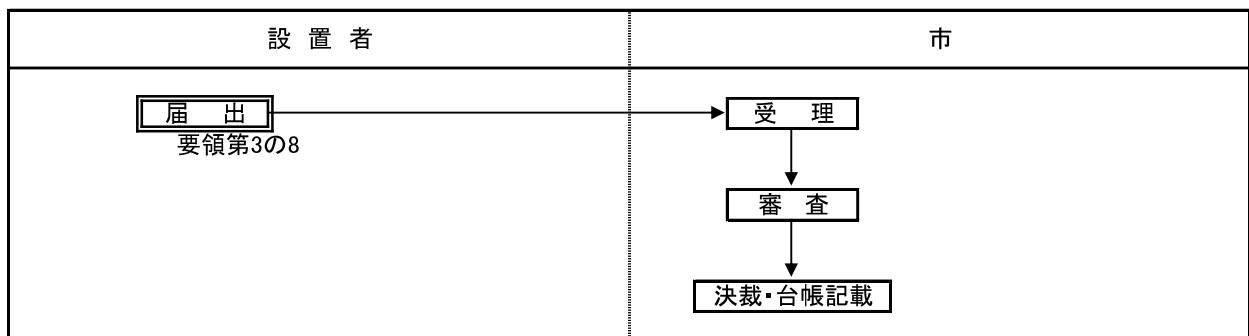 設 置 者
市
届 出
受 理
要領第3の8
審 査
決裁・台帳記載